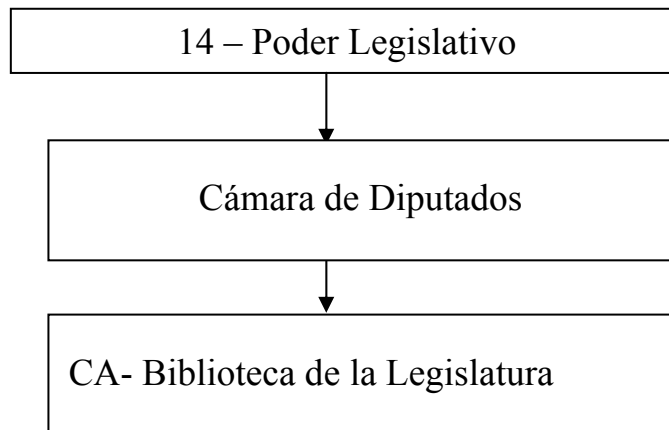 14 – Poder Legislativo
Cámara de Diputados
CA- Biblioteca de la Legislatura